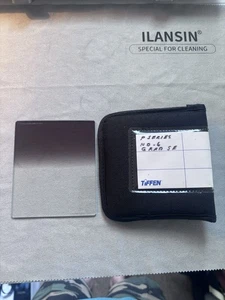 ILANSIN®
SPECIAL FOR CLEANING
P SERIES
ND.6
GRAD SE
TIFFEN